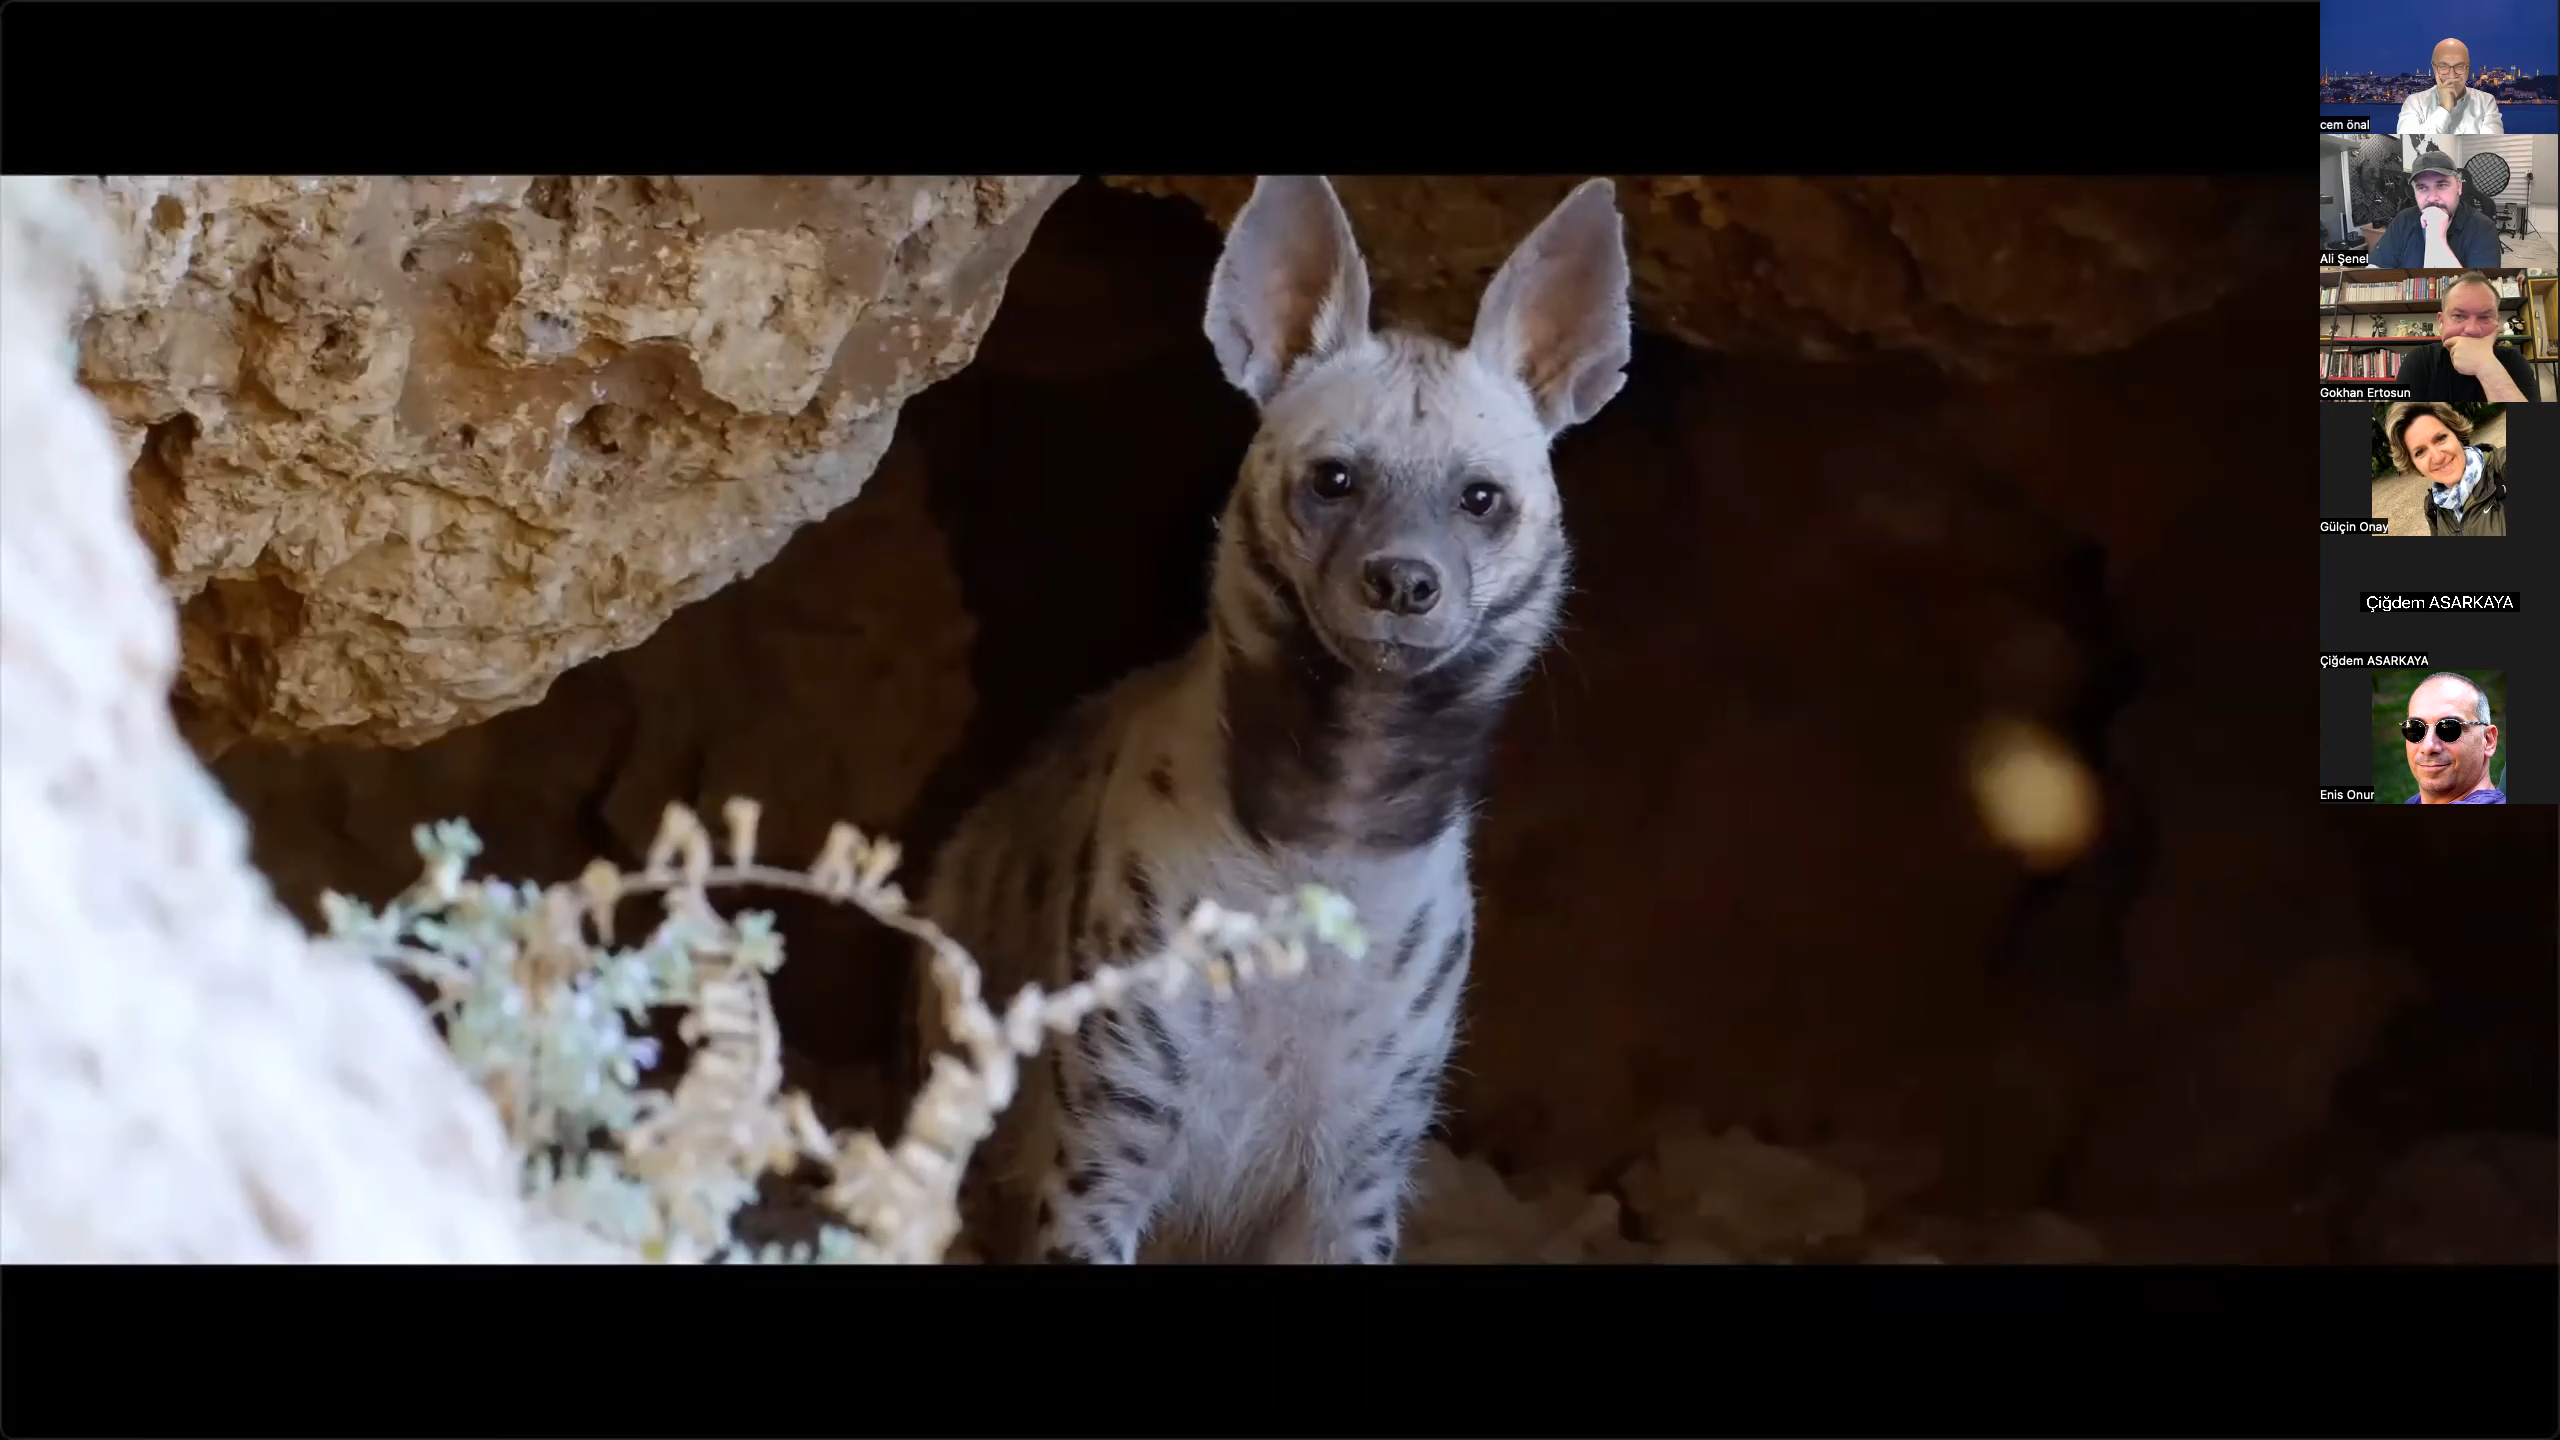 cem önal
Ali Şenel
Gokhan Ertosun
Gülçin Onay
Çiğdem ASARKAYA
Çiğdem ASARKAYA
Enis Onur